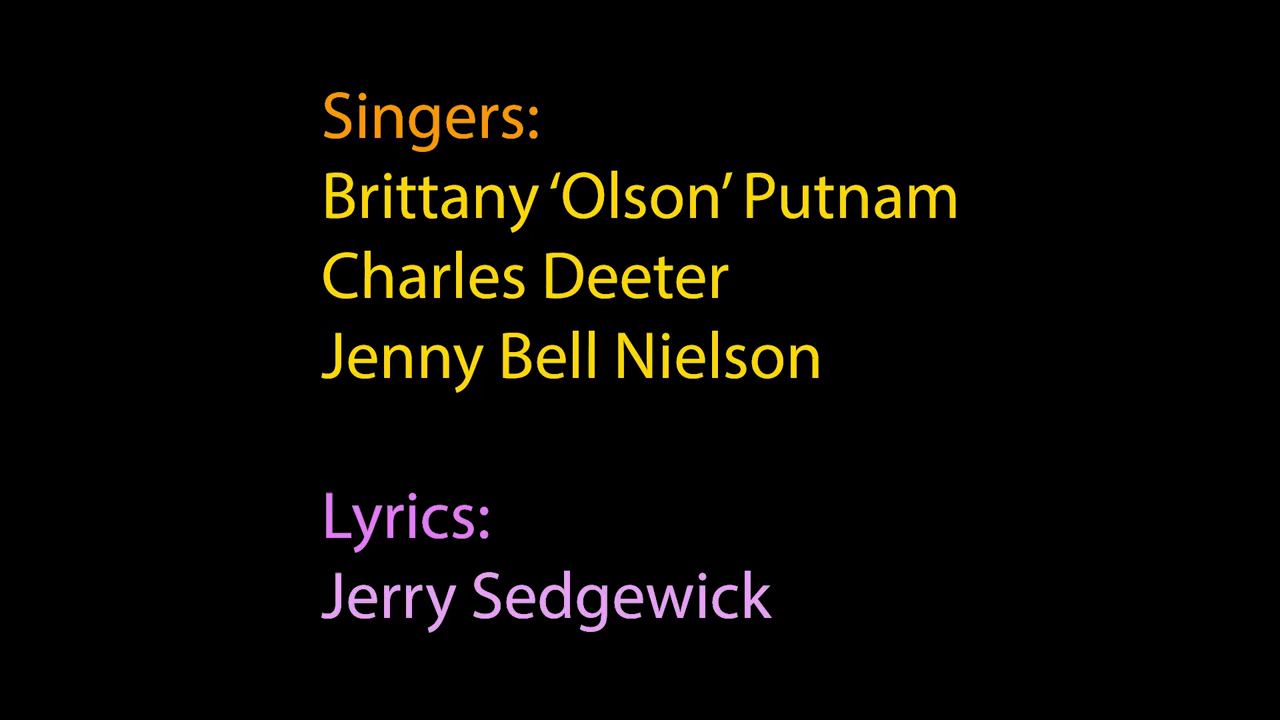 Singers:
Brittany ‘Olson’ Putnam
Charles Deeter
Jenny Bell Nielson
Lyrics:
Jerry Sedgewick